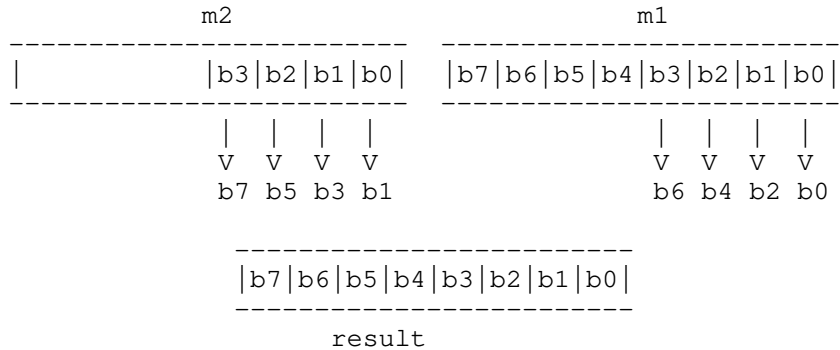 m2 m1
|b3|b2|b1|b0| |b7|b6|b5|b4|b3|b2|b1|b0|
b7 b5 b3 b1 b6 b4 b2 b0
|b7|b6|b5|b4|b3|b2|b1|b0|
result